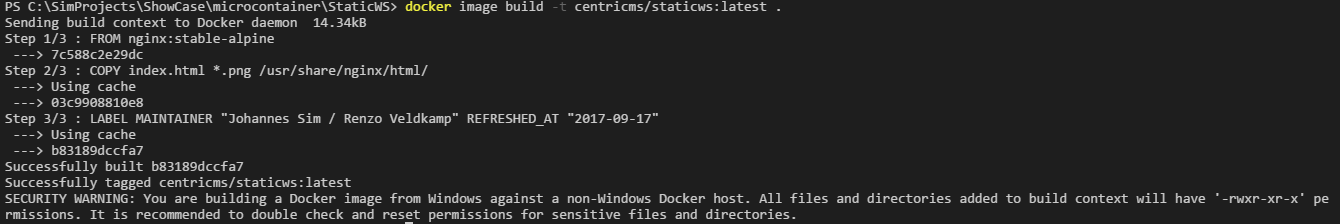 PS C:\SimProjects\ShowCase\microcontainer\StaticWS> docker image build -t centricms/staticws:latest .
Sending build context to Docker daemon  14.34kB
Step 1/3 : FROM nginx:stable-alpine
 ---> 7c588c2e29dc
Step 2/3 : COPY index.html *.png /usr/share/nginx/html/
 ---> Using cache
 ---> 03c9908810e8
Step 3/3 : LABEL MAINTAINER "Johannes Sim / Renzo Veldkamp" REFRESHED_AT "2017-09-17"
 ---> Using cache
 ---> b83189dccfa7
Successfully built b83189dccfa7
Successfully tagged centricms/staticws:latest
SECURITY WARNING: You are building a Docker image from Windows against a non-Windows Docker host. All files and directories added to build context will have '-rwxr-xr-x' pe
rmissions. It is recommended to double check and reset permissions for sensitive files and directories.